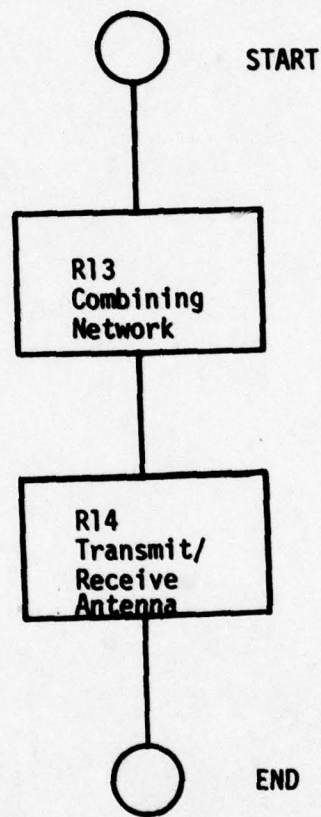 START
R13
Combining
Network
R14
Transmit/
Receive
Antenna
END